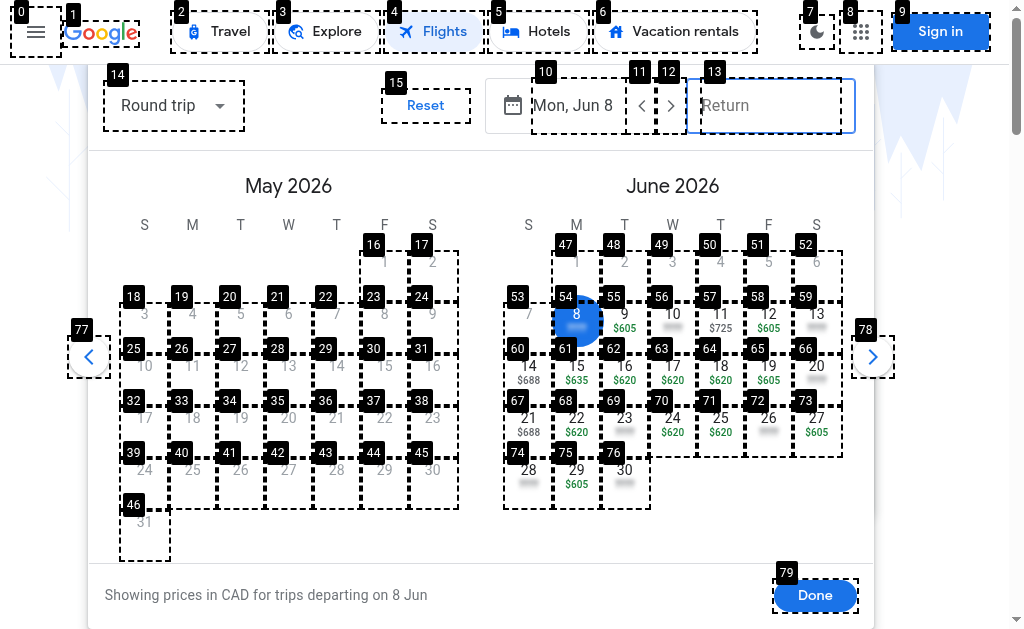 0 1 2 3 4 5 6 7 8 9
Google Travel Explore Flights Hotels Vacation rentals Sign in
14 15 10 11 12 13
Round trip Reset Mon, Jun 8 Return
May 2026
S M T W T F S
16 17
1 2
18 19 20 21 22 23 24
3 4 5 6 7 8 9
25 26 27 28 29 30 31
10 11 12 13 14 15 16
32 33 34 35 36 37 38
17 18 19 20 21 22 23
39 40 41 42 43 44 45
24 25 26 27 28 29 30
46
31
77
June 2026
S M T W T F S
47 48 49 50 51 52
1 2 3 4 5 6
53 54 55 56 57 58 59
7 8 9 10 11 12 13
$605 $725 $605
60 61 62 63 64 65 66
14 15 16 17 18 19 20
$688 $635 $620 $620 $620 $605
67 68 69 70 71 72 73
21 22 23 24 25 26 27
$688 $620 $620 $620 $605
74 75 76
28 29 30
$605
78
79
Showing prices in CAD for trips departing on 8 Jun Done